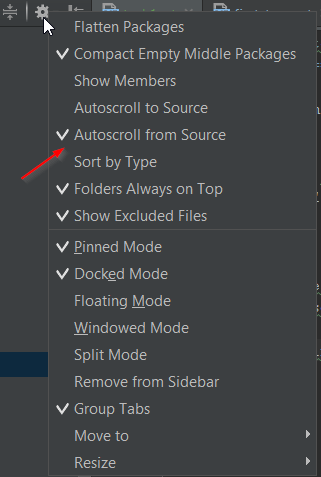 Flatten Packages
Compact Empty Middle Packages
Show Members
Autoscroll to Source
Autoscroll from Source
Sort by Type
Folders Always on Top
Show Excluded Files
Pinned Mode
Docked Mode
Floating Mode
Windowed Mode
Split Mode
Remove from Sidebar
Group Tabs
Move to
Resize